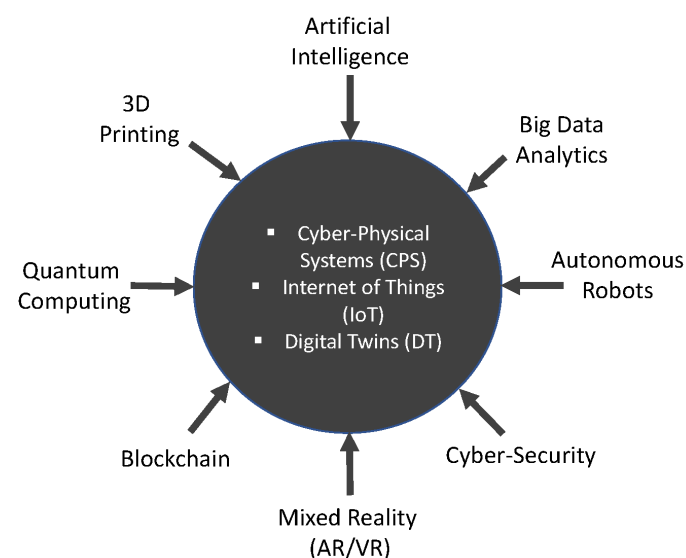 Artificial
Intelligence
3D
Printing
Big Data
Analytics
▪ Cyber-Physical
Systems (CPS)
▪ Internet of Things
(IoT)
▪ Digital Twins (DT)
Quantum
Computing
Autonomous
Robots
Blockchain
Cyber-Security
Mixed Reality
(AR/VR)